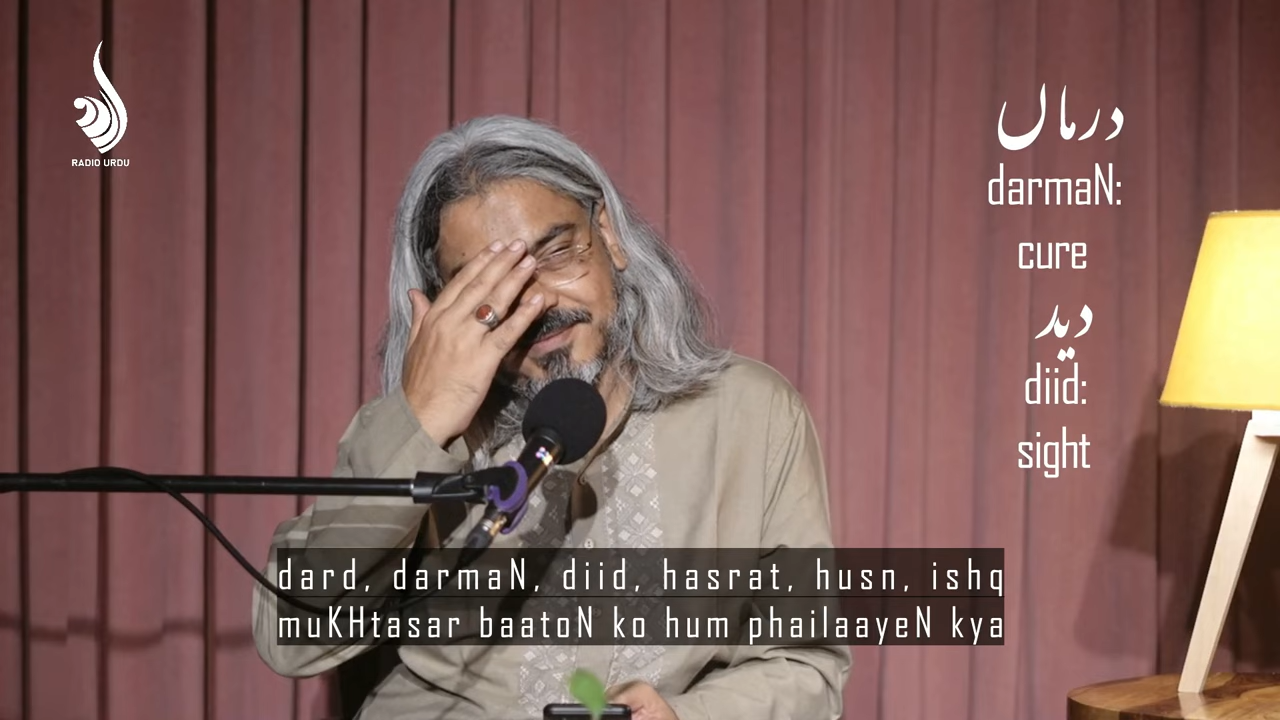 RADIO URDU
درماں
darmaN:
cure
دید
diid:
sight
dard, darmaN, diid, hasrat, husn, ishq
muKHtasar baatoN ko hum phailaayeN kya